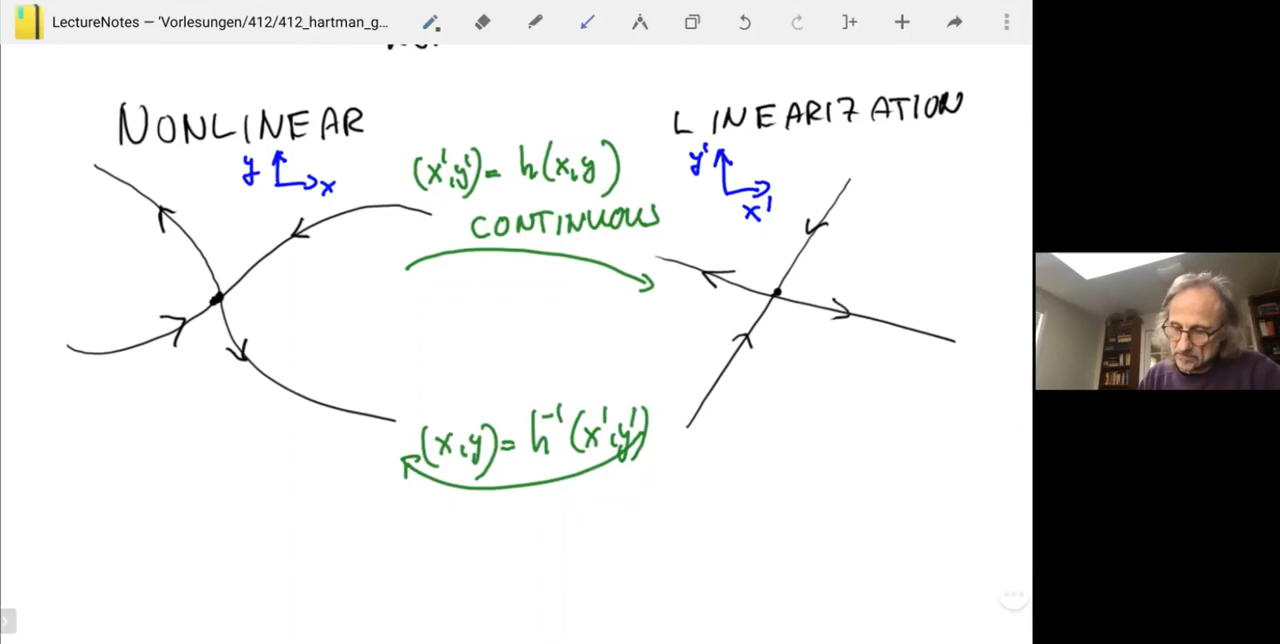 LectureNotes — ‘Vorlesungen/412/412_hartman_g...
NONLINEAR
LINEARIZATION
y x
(x',y') = h(x,y)
y' x'
CONTINUOUS
(x,y) = h⁻¹(x',y')